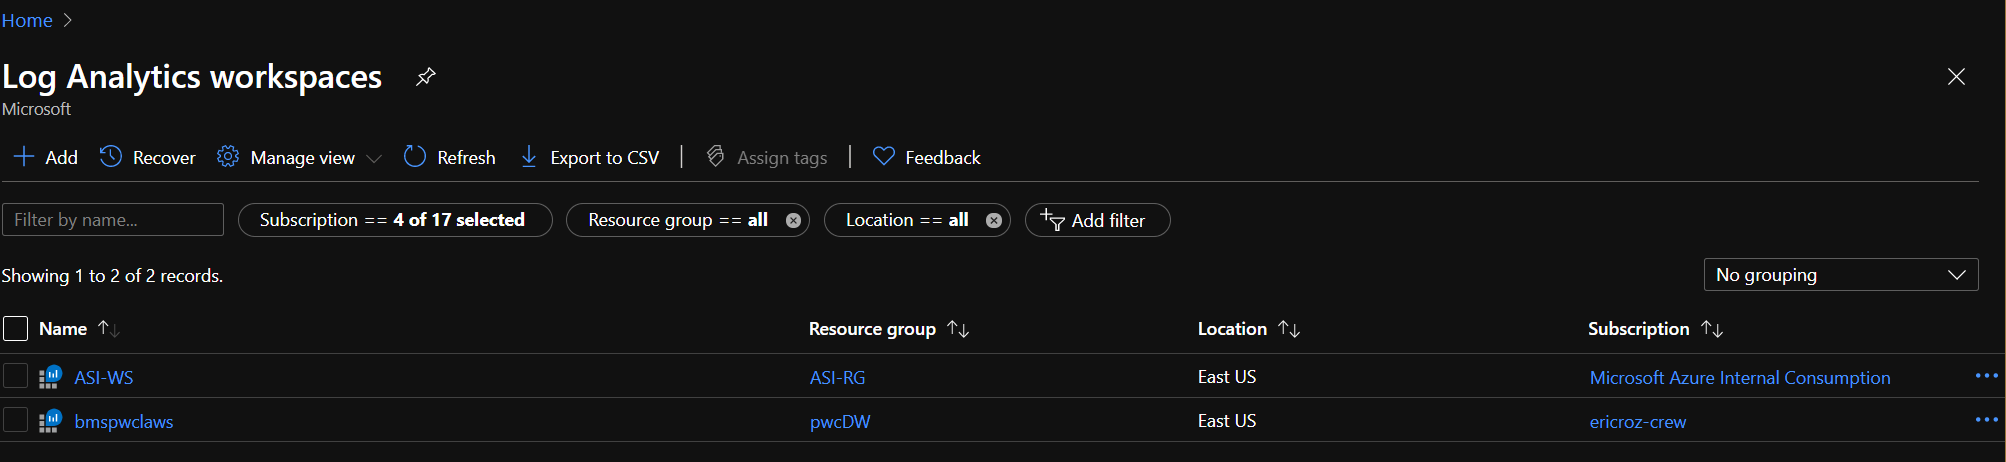 Home
Log Analytics workspaces
Microsoft
Add Recover Manage view Refresh Export to CSV Assign tags Feedback
Filter by name... Subscription == 4 of 17 selected Resource group == all Location == all Add filter
Showing 1 to 2 of 2 records. No grouping
Name Resource group Location Subscription
ASI-WS ASI-RG East US Microsoft Azure Internal Consumption
bmspwclaws pwcDW East US ericroz-crew